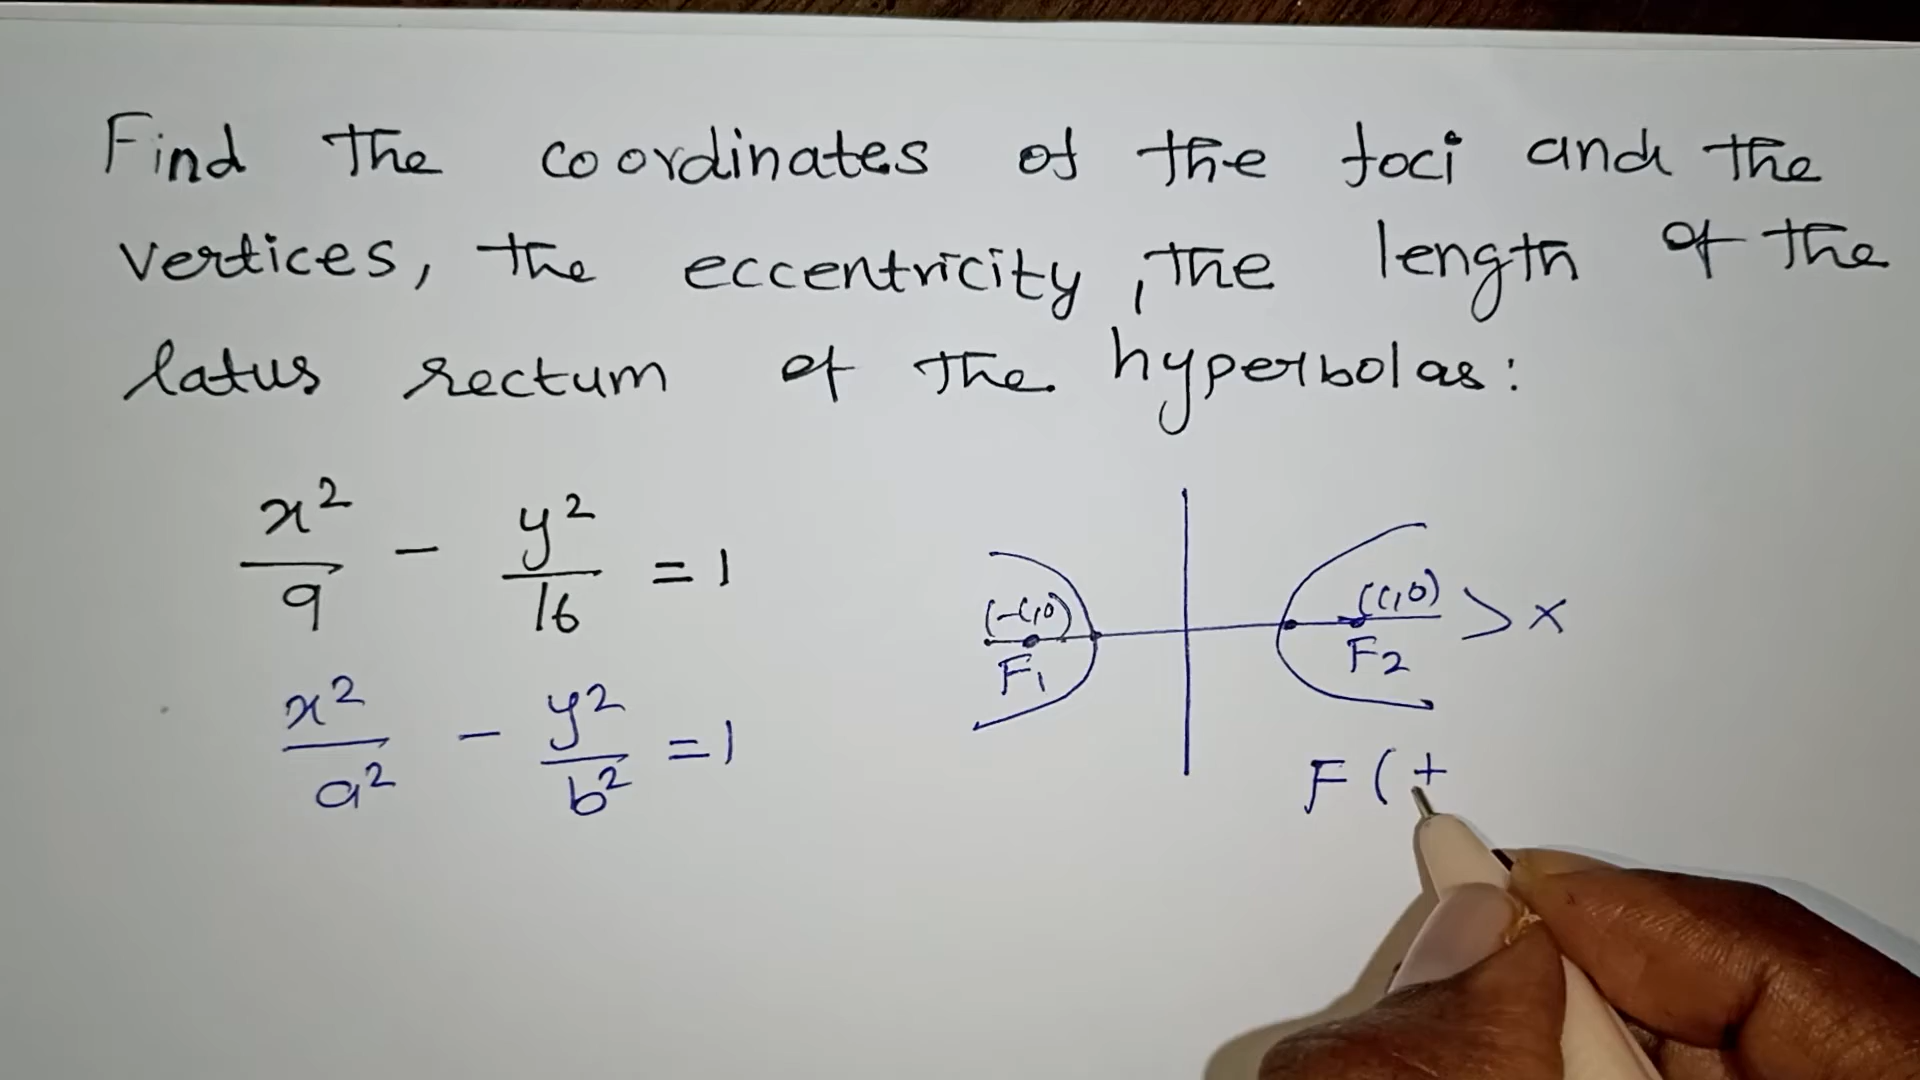 Find the coordinates of the foci and the
vertices, the eccentricity, the length of the
latus rectum of the hyperbolas:
x²/9 - y²/16 = 1
x²/a² - y²/b² = 1
(-c,0) (c,0) > x
F₁ F₂
F (+